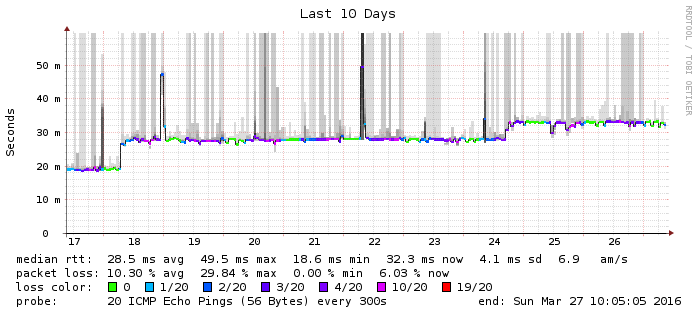 Last 10 Days
RRDTOOL / TOBI OETIKER
Seconds
50 m
40 m
30 m
20 m
10 m
0
17 18 19 20 21 22 23 24 25 26
median rtt: 28.5 ms avg 49.5 ms max 18.6 ms min 32.3 ms now 4.1 ms sd 6.9 am/s
packet loss: 10.30 % avg 29.84 % max 0.00 % min 6.03 % now
loss color: 0 1/20 2/20 3/20 4/20 10/20 19/20
probe: 20 ICMP Echo Pings (56 Bytes) every 300s end: Sun Mar 27 10:05:05 2016